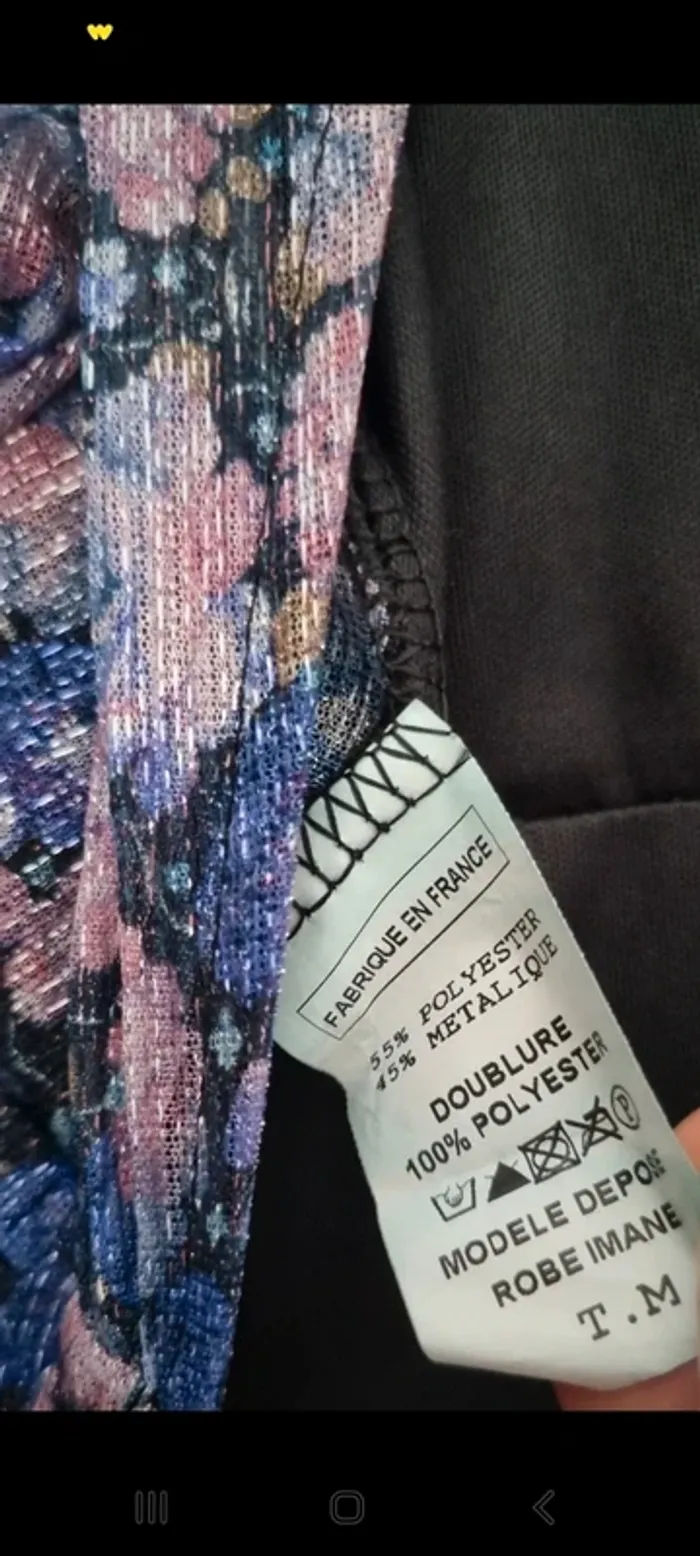 FABRIQUE EN FRANCE
55% POLYESTER
45% METALIQUE
DOUBLURE
100% POLYESTER
P
MODELE DEPOSE
ROBE IMANE
T.M